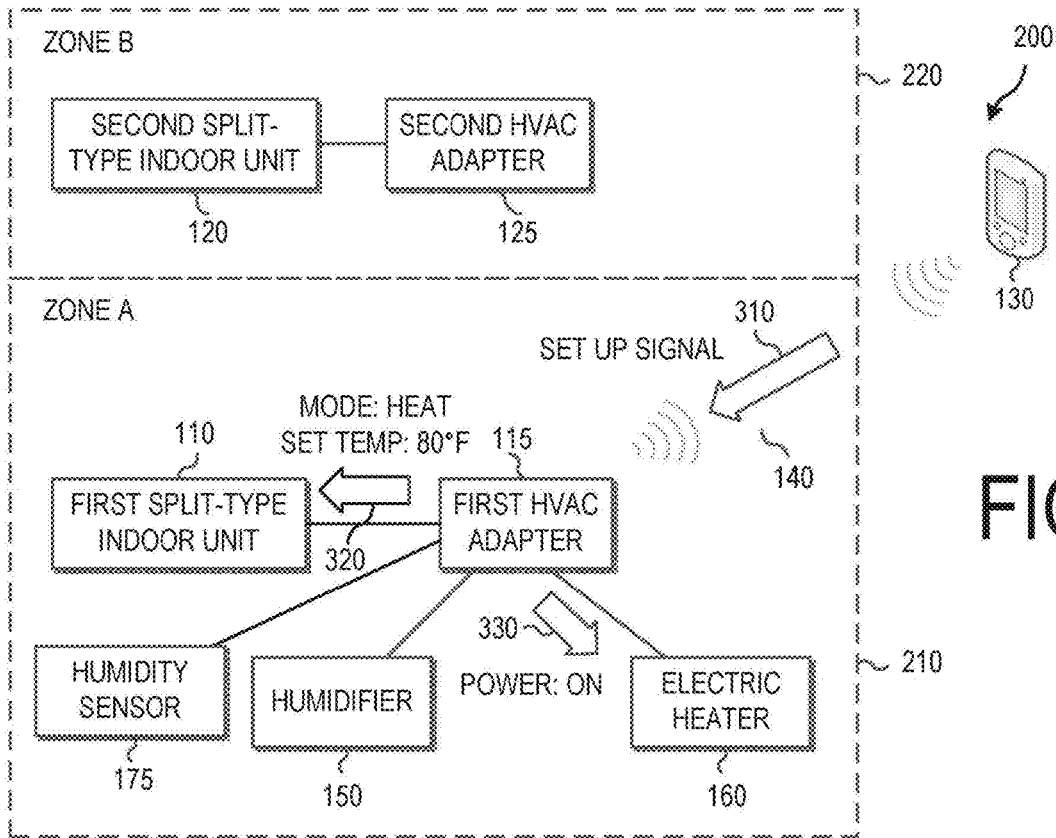 ZONE B
200
220
SECOND SPLIT-
TYPE INDOOR UNIT
SECOND HVAC
ADAPTER
120
125
130
ZONE A
310
SET UP SIGNAL
MODE: HEAT
SET TEMP: 80°F
110
115
140
FIRST SPLIT-TYPE
INDOOR UNIT
320
FIRST HVAC
ADAPTER
FIG
330
210
HUMIDITY
SENSOR
HUMIDIFIER
POWER: ON
ELECTRIC
HEATER
175
150
160